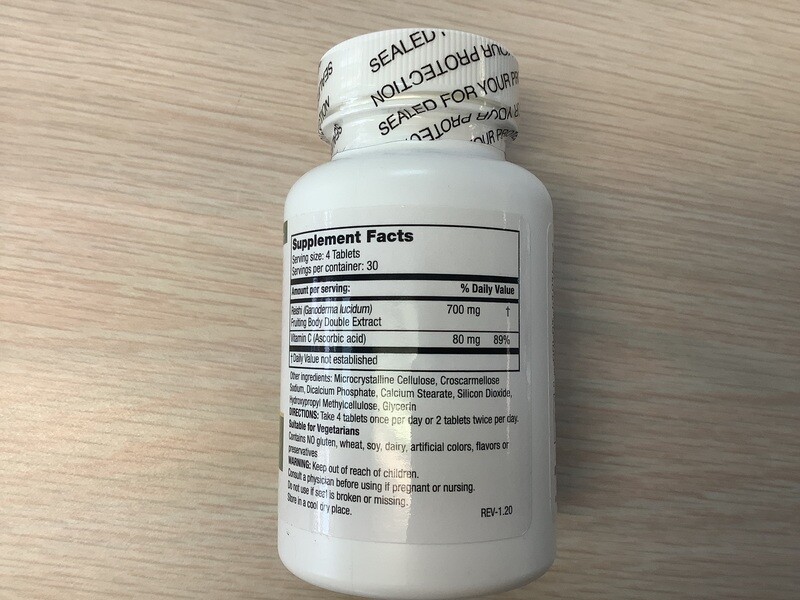 SEALED
PROTECTION
SEALED FOR YOUR PR
YOUR PROTEC
Supplement Facts
Serving size: 4 Tablets
Servings per container: 30
Amount per serving: % Daily Value
Reishi (Ganoderma lucidum) 700 mg †
Fruiting Body Double Extract
Vitamin C (Ascorbic acid) 80 mg 89%
†Daily Value not established
Other ingredients: Microcrystalline Cellulose, Croscarmellose
Sodium, Dicalcium Phosphate, Calcium Stearate, Silicon Dioxide,
Hydroxypropyl Methylcellulose, Glycerin
DIRECTIONS: Take 4 tablets once per day or 2 tablets twice per day.
Suitable for Vegetarians
Contains NO gluten, wheat, soy, dairy, artificial colors, flavors or
preservatives
WARNING: Keep out of reach of children.
Consult a physician before using if pregnant or nursing.
Do not use if seal is broken or missing.
Store in a cool dry place.
REV-1.20